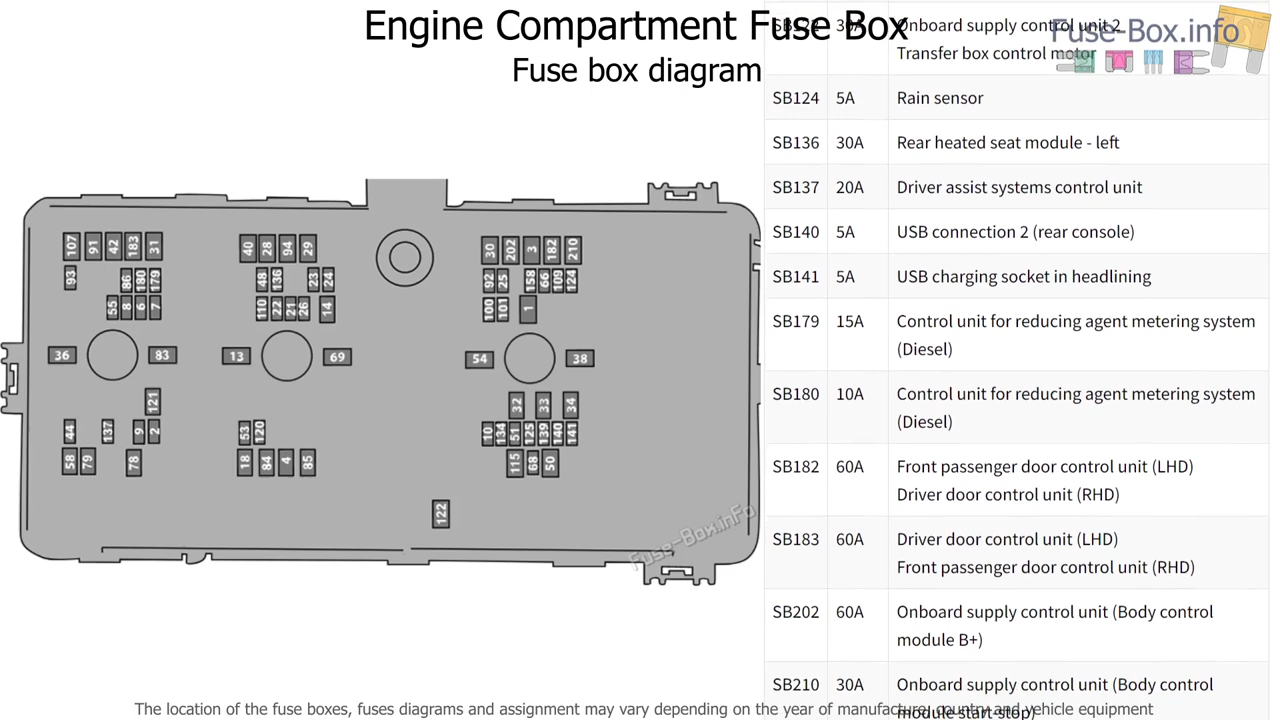 Engine Compartment Fuse Box
Fuse box diagram
Fuse-Box.info
30A Onboard supply control unit 2
Transfer box control motor
SB124 5A Rain sensor
SB136 30A Rear heated seat module - left
SB137 20A Driver assist systems control unit
SB140 5A USB connection 2 (rear console)
SB141 5A USB charging socket in headlining
SB179 15A Control unit for reducing agent metering system
(Diesel)
SB180 10A Control unit for reducing agent metering system
(Diesel)
SB182 60A Front passenger door control unit (LHD)
Driver door control unit (RHD)
SB183 60A Driver door control unit (LHD)
Front passenger door control unit (RHD)
SB202 60A Onboard supply control unit (Body control
module B+)
SB210 30A Onboard supply control unit (Body control
module start-stop)
107 91 42 183 31
93 86 180 179
55 8 6 7
36 83
121
44 137 9 2
58 79 78
40 28 94 29
48 136 23 24
110 22 21 26 14
13 69
53 120
18 84 4 85
30 202 3 182 210
92 25 158 66 109 124
100 101 1
54 38
32 33 34
10 134 51 125 139 140 141
115 68 50
122
Fuse-Box.info
The location of the fuse boxes, fuses diagrams and assignment may vary depending on the year of manufacture, country and vehicle equipment